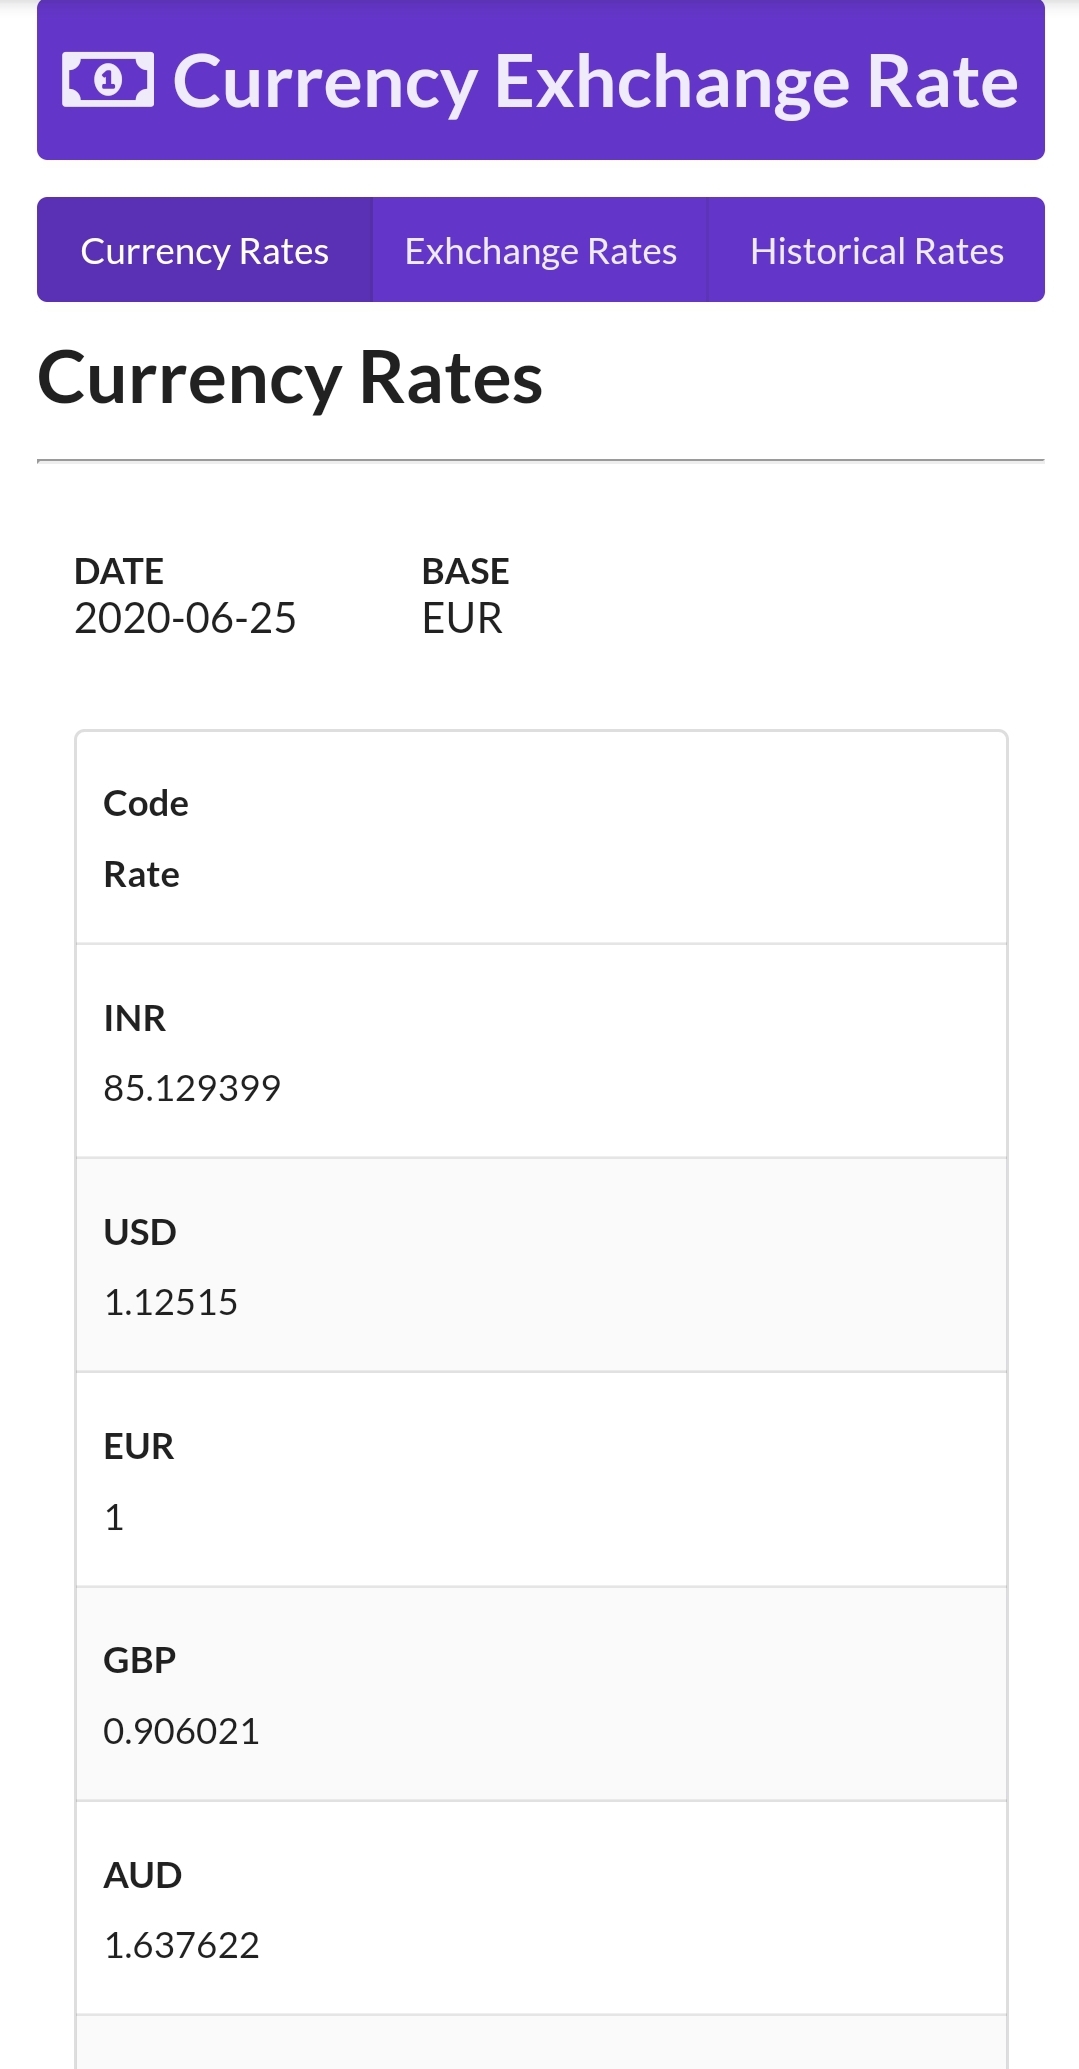 Currency Exhchange Rate
Currency Rates Exhchange Rates Historical Rates
Currency Rates
DATE BASE
2020-06-25 EUR
Code
Rate
INR
85.129399
USD
1.12515
EUR
1
GBP
0.906021
AUD
1.637622